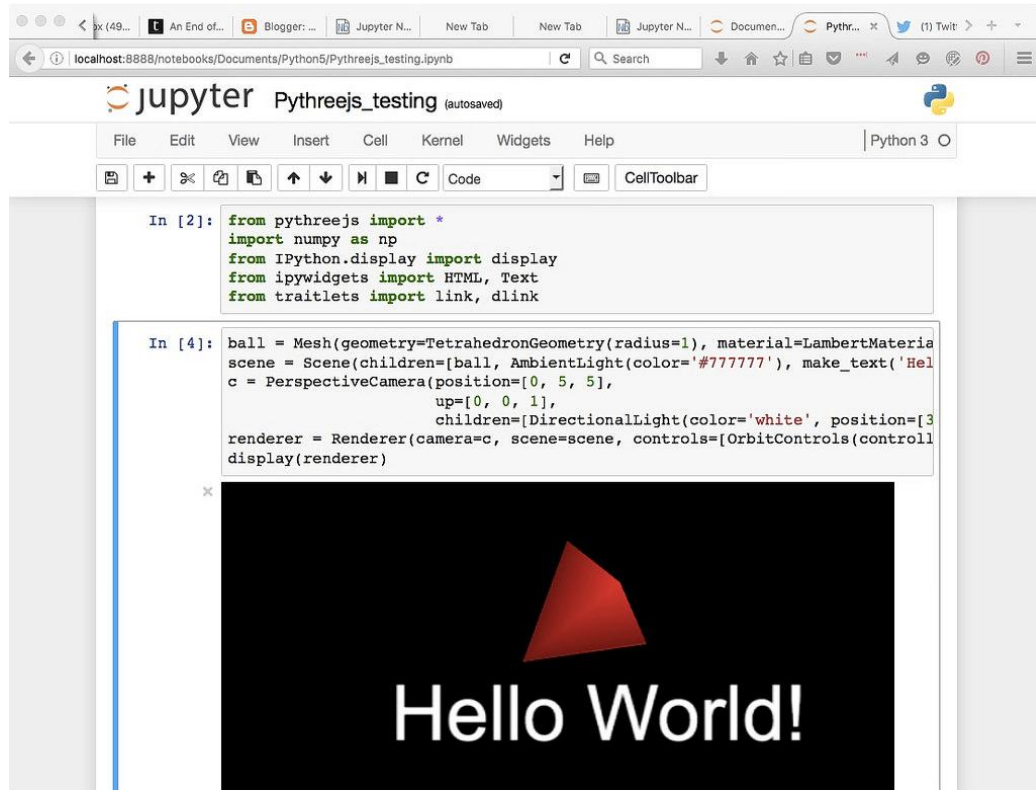 ox (49... An End of... Blogger: ... Jupyter N... New Tab New Tab Jupyter N... Documen... Pythr... × (1) Twit
localhost:8888/notebooks/Documents/Python5/Pythreejs_testing.ipynb Search
jupyter Pythreejs_testing (autosaved)
File Edit View Insert Cell Kernel Widgets Help Python 3
Code CellToolbar
In [2]: from pythreejs import *
import numpy as np
from IPython.display import display
from ipywidgets import HTML, Text
from traitlets import link, dlink
In [4]: ball = Mesh(geometry=TetrahedronGeometry(radius=1), material=LambertMateria
scene = Scene(children=[ball, AmbientLight(color='#777777'), make_text('Hel
c = PerspectiveCamera(position=[0, 5, 5],
up=[0, 0, 1],
children=[DirectionalLight(color='white', position=[3
renderer = Renderer(camera=c, scene=scene, controls=[OrbitControls(controll
display(renderer)
Hello World!